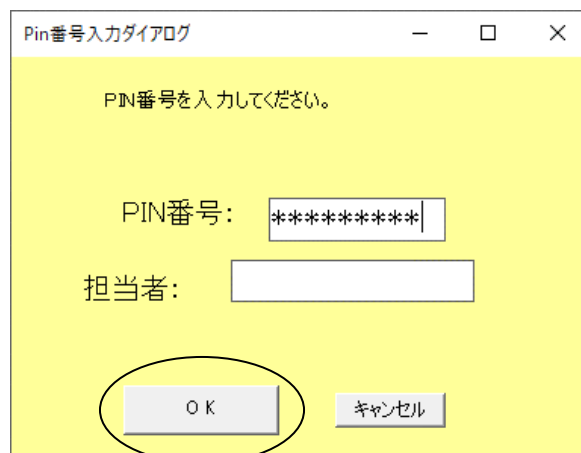 Pin番号入力ダイアログ
PIN番号を入力してください。
PIN番号: *********
担当者:
ＯＫ キャンセル